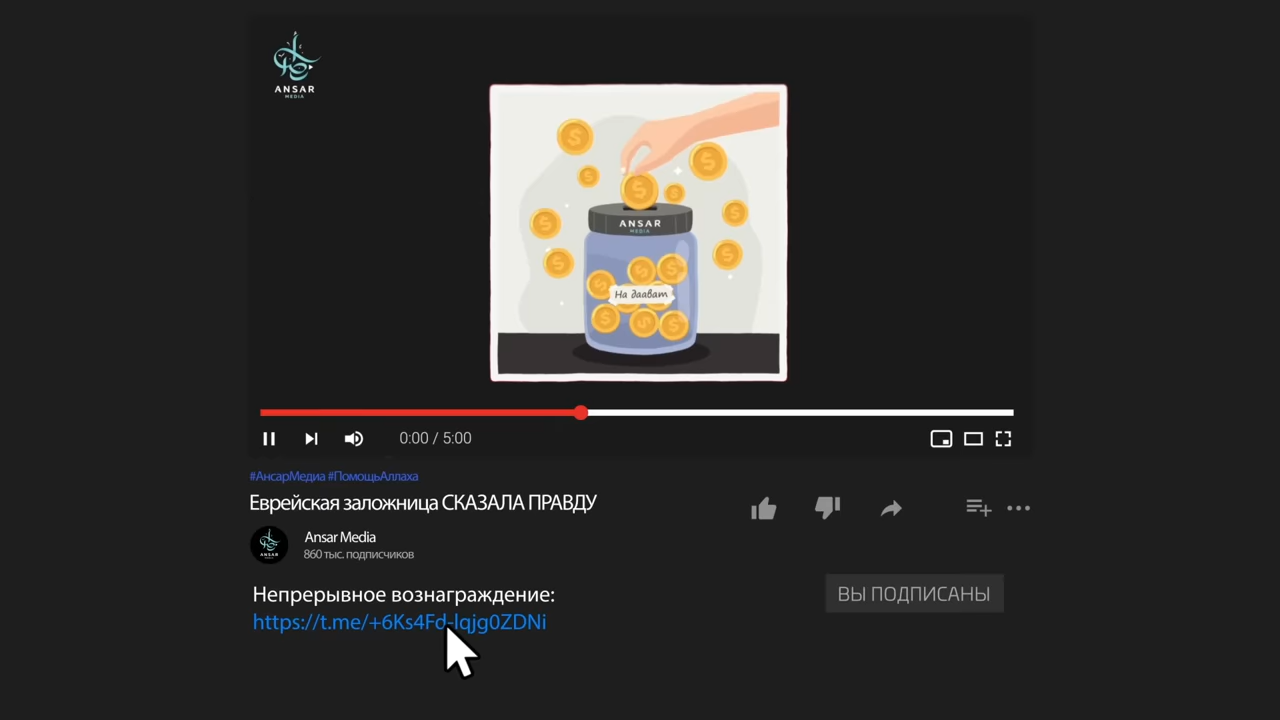 ANSAR
MEDIA
ANSAR
MEDIA
На даават
0:00 / 5:00
#АнсарМедиа #ПомощьАллаха
Еврейская заложница СКАЗАЛА ПРАВДУ
Ansar Media
860 тыс. подписчиков
ANSAR
Непрерывное вознаграждение:
ВЫ ПОДПИСАНЫ
https://t.me/+6Ks4Fd-lqjg0ZDNi